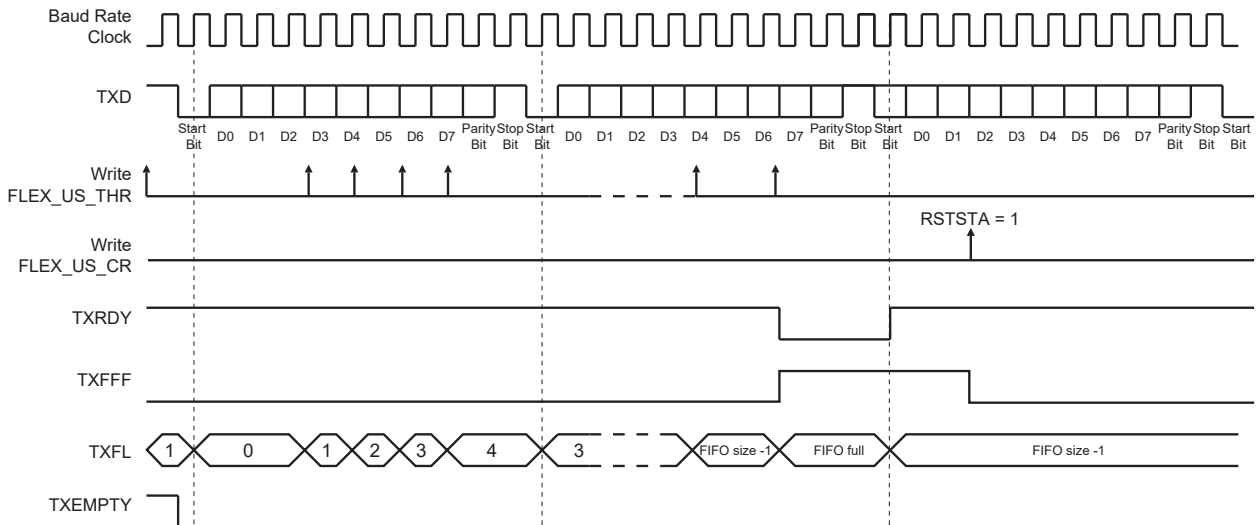 Baud Rate
Clock
TXD
Start Bit D0 D1 D2 D3 D4 D5 D6 D7 Parity Bit Stop Bit Start Bit D0 D1 D2 D3 D4 D5 D6 D7 Parity Bit Stop Bit Start Bit D0 D1 D2 D3 D4 D5 D6 D7 Parity Bit Stop Bit Start Bit
Write
FLEX_US_THR
RSTSTA = 1
Write
FLEX_US_CR
TXRDY
TXFFF
TXFL 1 0 1 2 3 4 3 FIFO size -1 FIFO full FIFO size -1
TXEMPTY